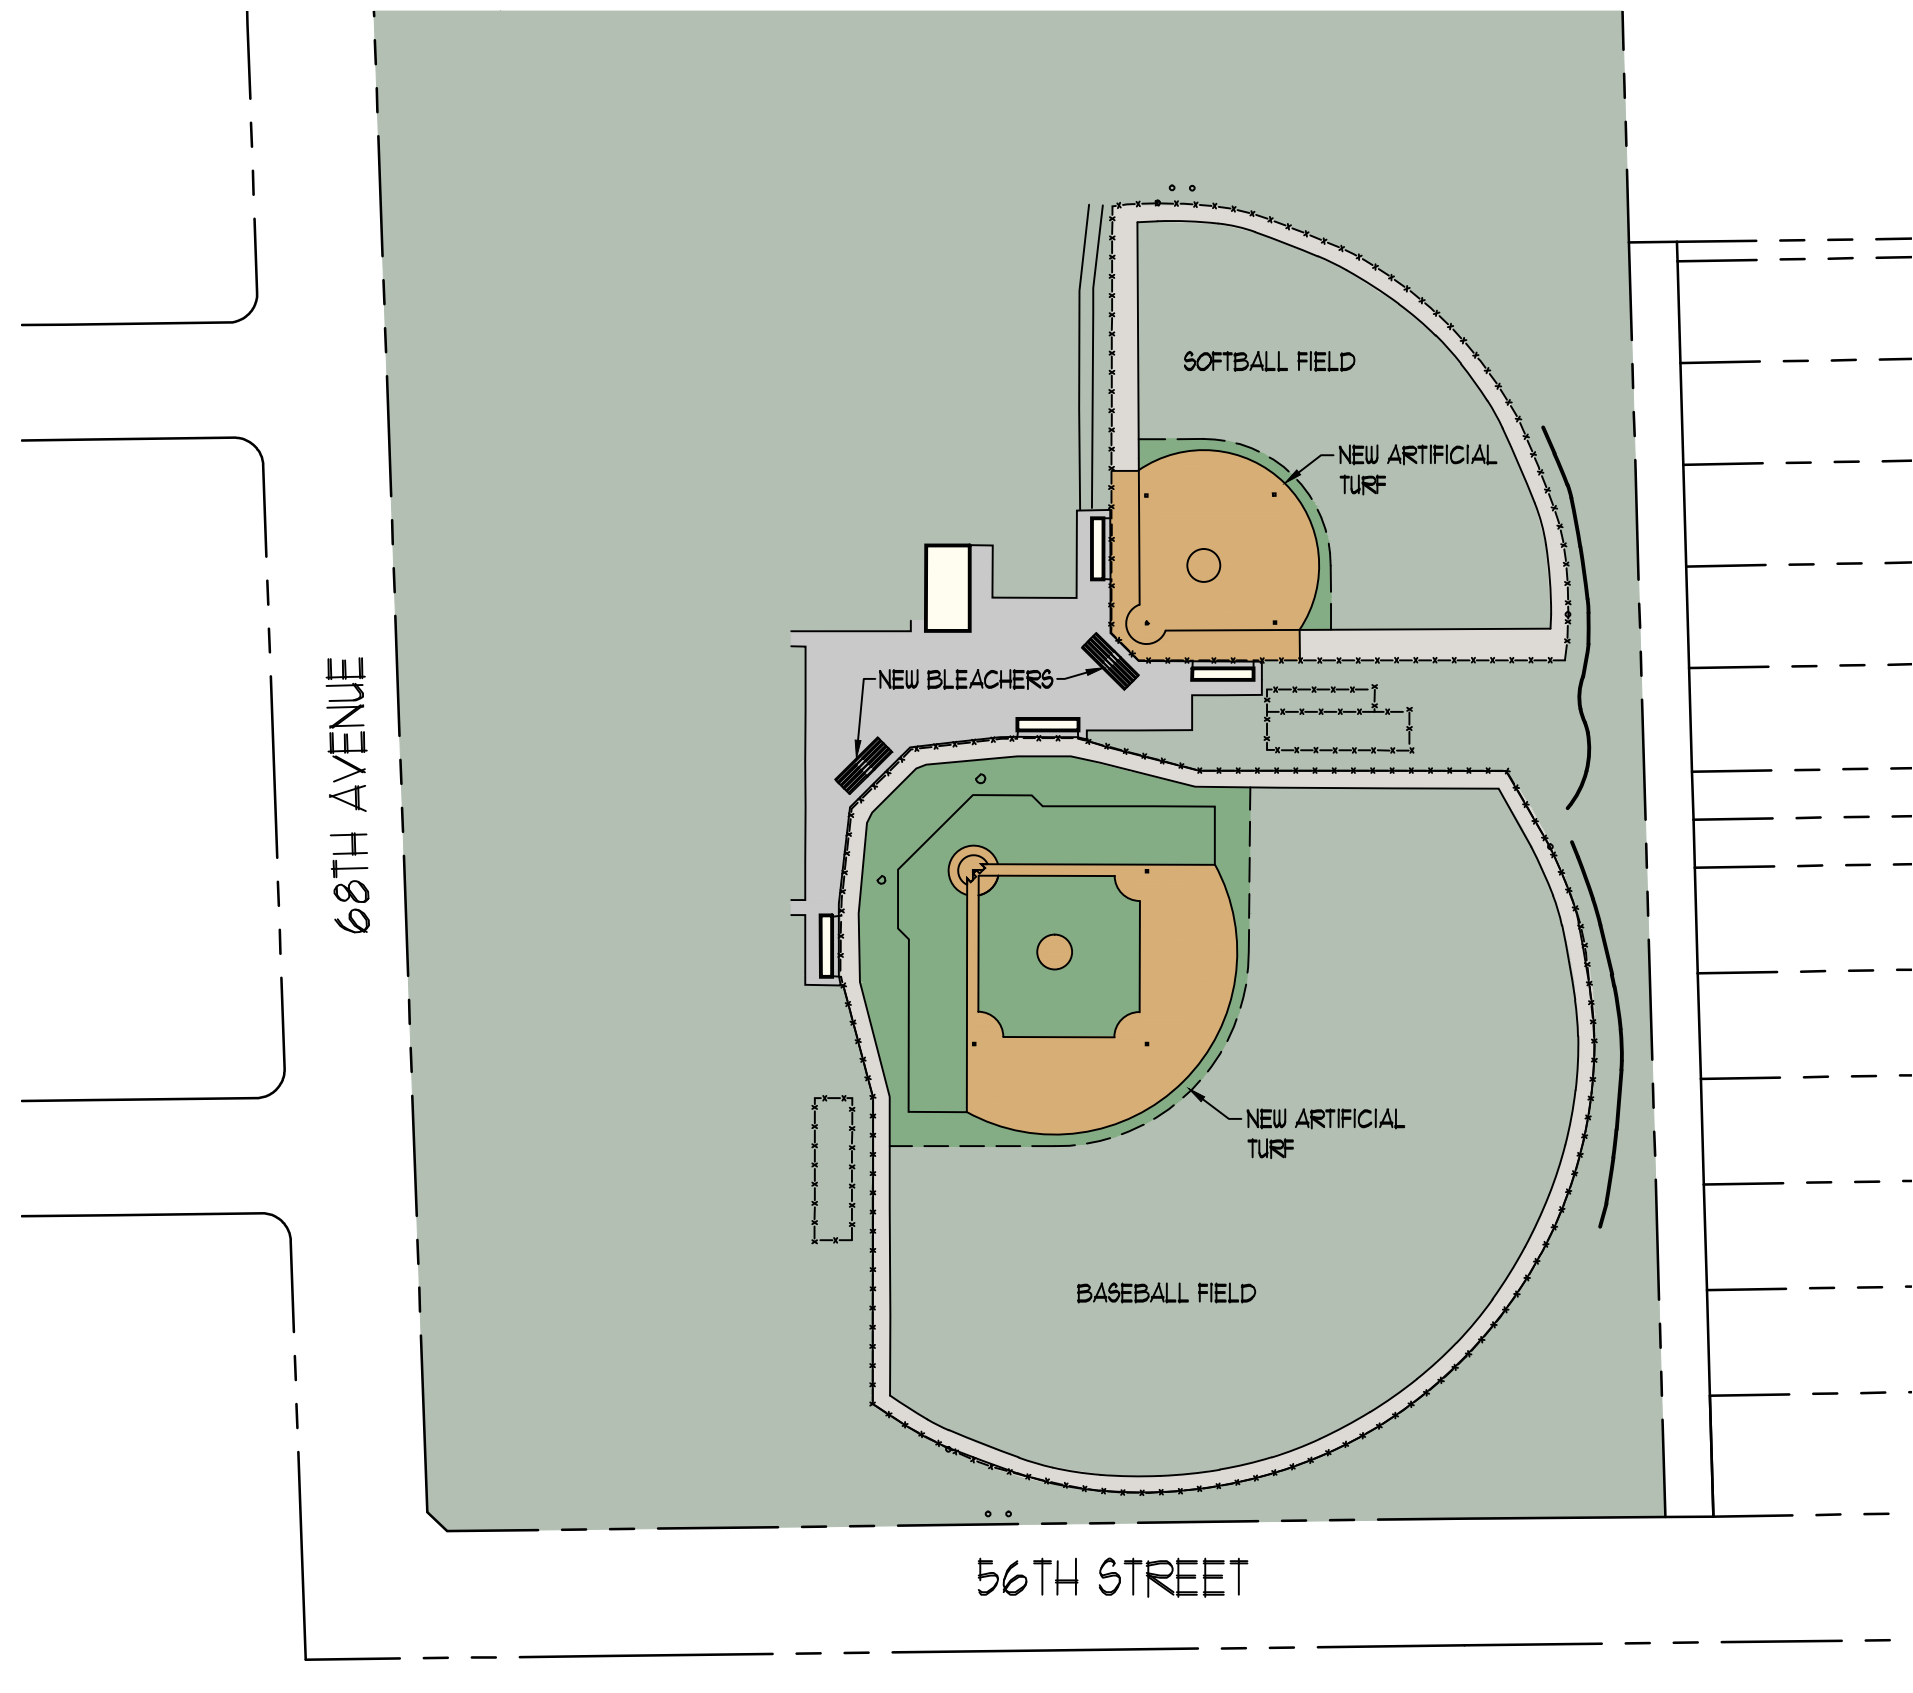 SOFTBALL FIELD
NEW ARTIFICIAL
TURF
NEW BLEACHERS
68TH AVENUE
NEW ARTIFICIAL
TURF
BASEBALL FIELD
56TH STREET